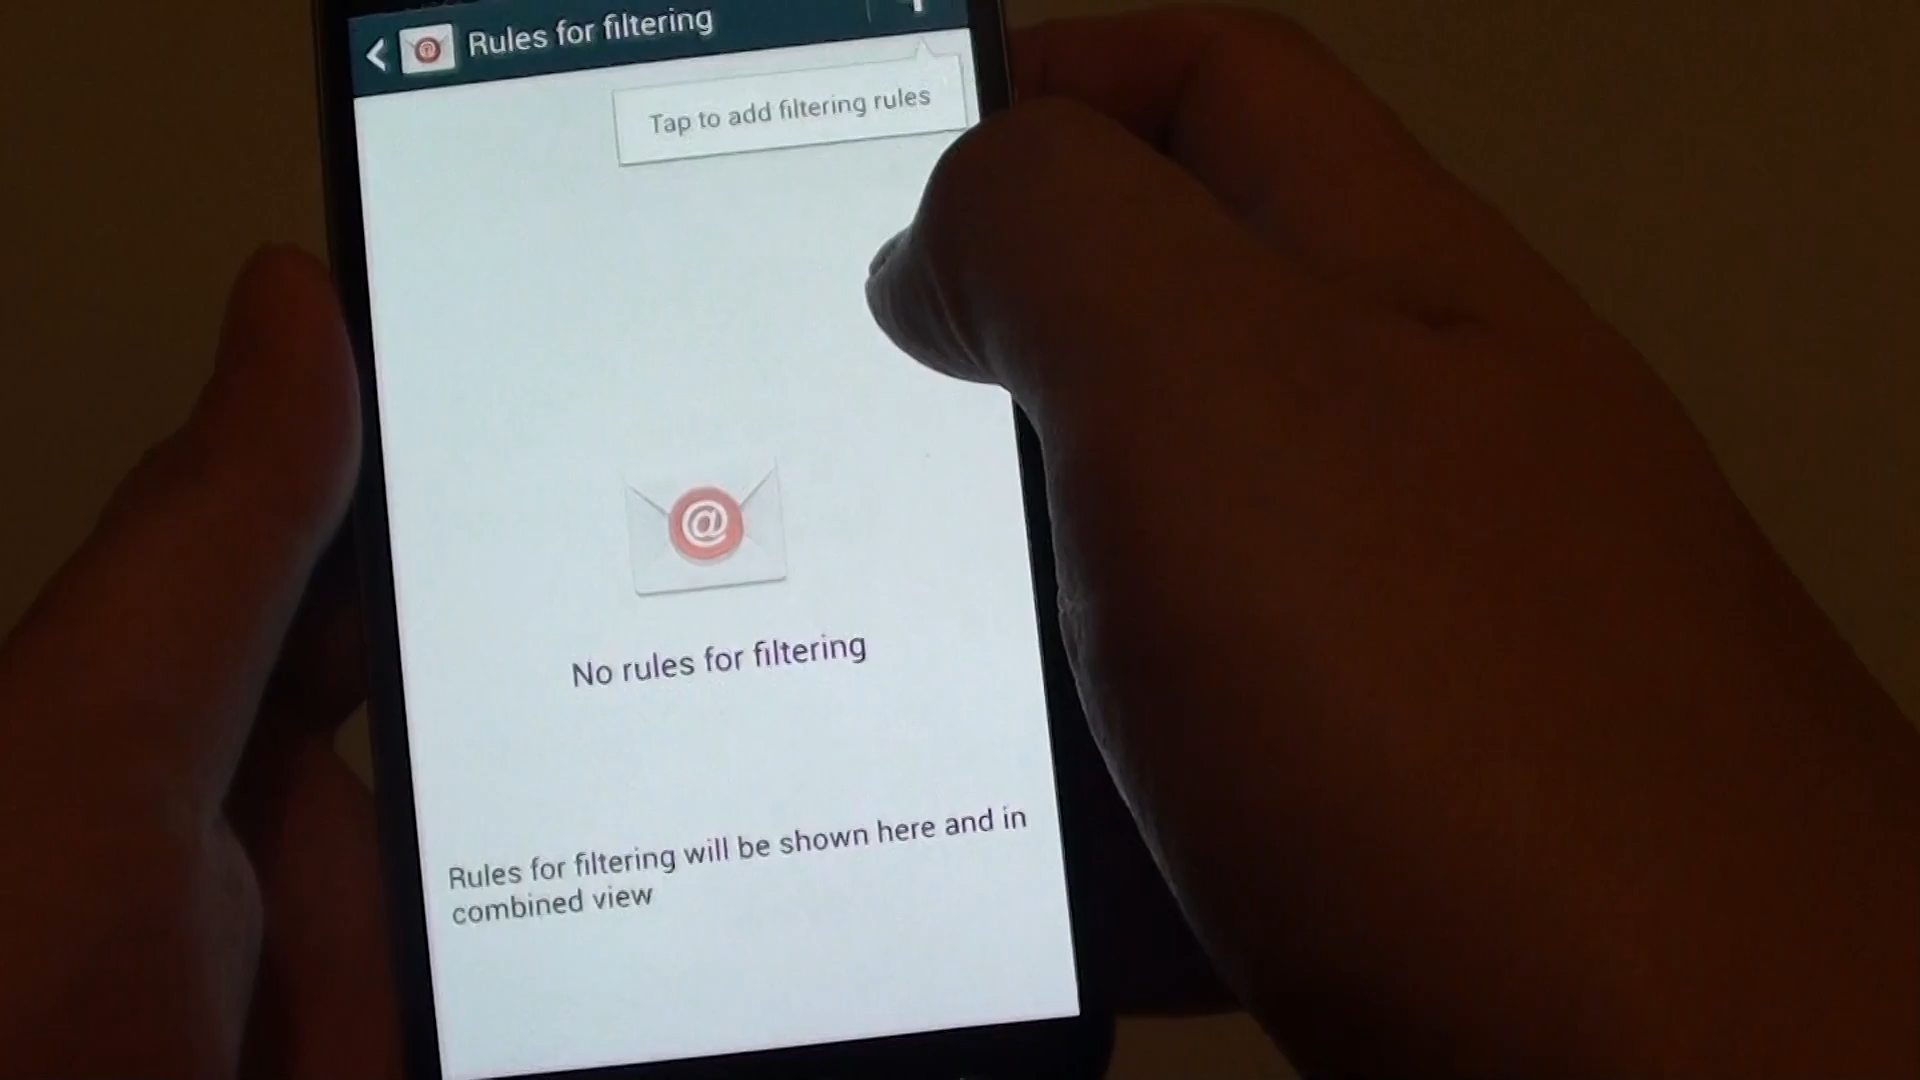 Rules for filtering
Tap to add filtering rules
@
No rules for filtering
Rules for filtering will be shown here and in
combined view